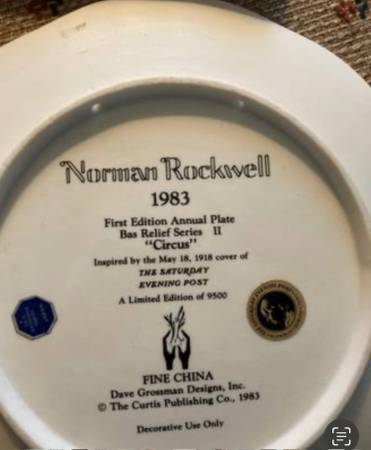 Norman Rockwell
1983
First Edition Annual Plate
Bas Relief Series II
"Circus"
Inspired by the May 18, 1918 cover of
THE SATURDAY
EVENING POST
A Limited Edition of 9500
FINE CHINA
Dave Grossman Designs, Inc.
© The Curtis Publishing Co., 1983
Decorative Use Only